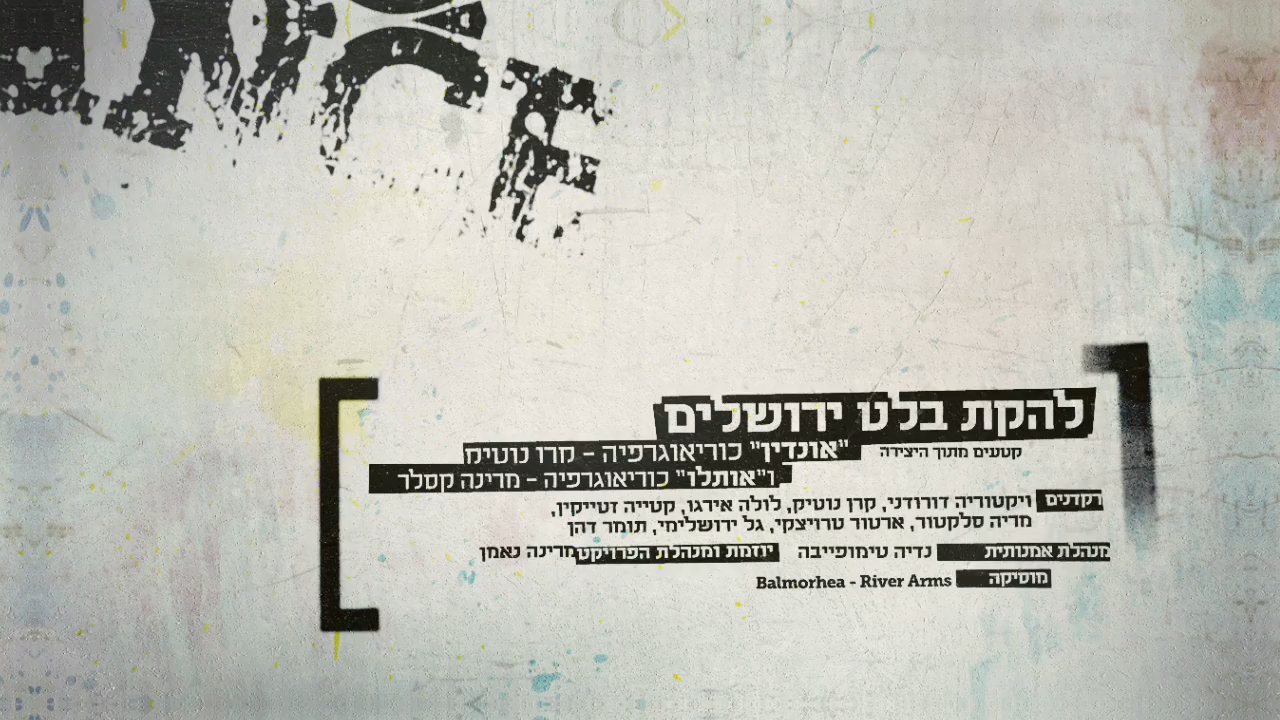 להקת בלט ירושלים
קטעים מתוך היצירה "אונדין" כוריאוגרפיה - קרן נוטיק
ו"אותלו" כוריאוגרפיה - מרינה קסלר
רקדנים ויקטוריה דורודני, קרן נוטיק, לולה אירגו, קטייה זטייקין,
מדיה סלקטור, ארטור טרויצקי, גל ירושלימי, תומר דהן
מנהלת אמנותית נדיה טימופייבה יוזמת ומנהלת הפרויקט מרינה נאמן
מוסיקה Balmorhea - River Arms